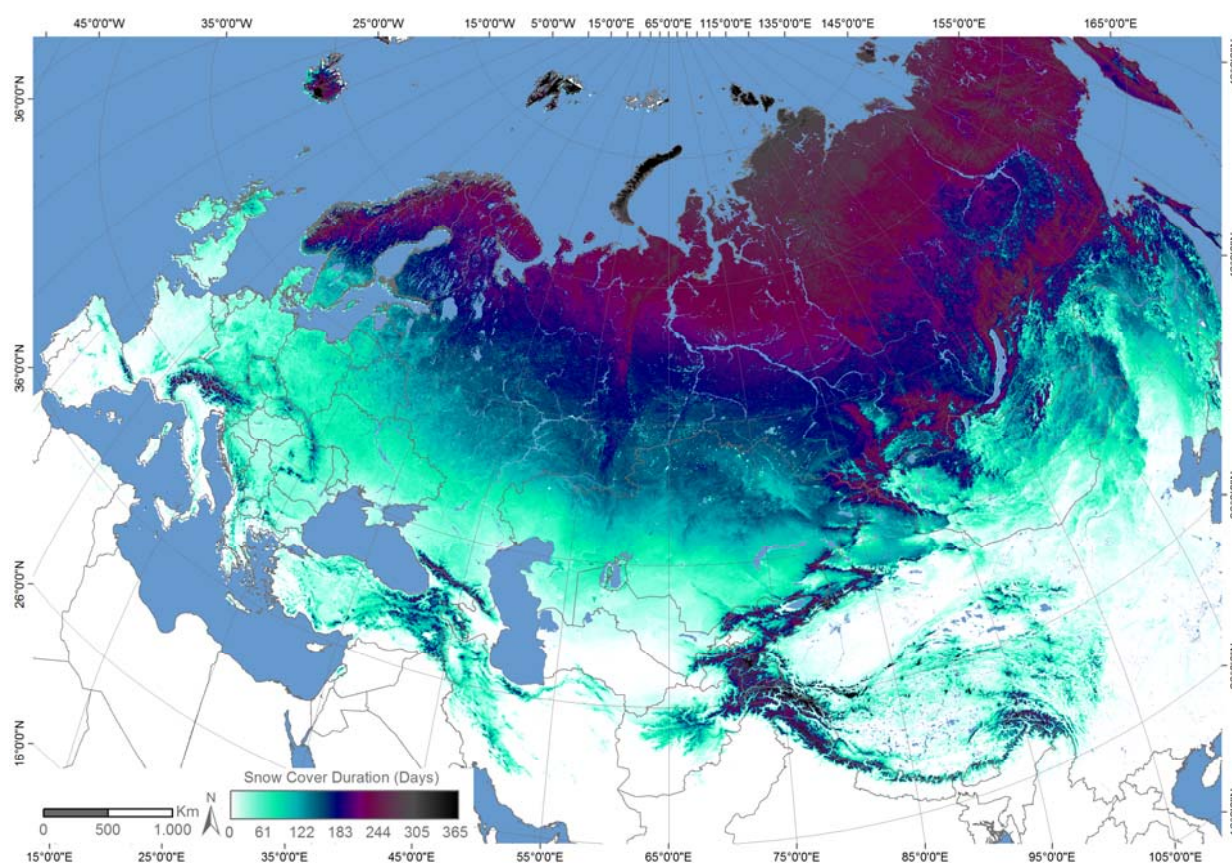 45°0'0"W 35°0'0"W 25°0'0"W 15°0'0"W 5°0'0"W 15°0'0"E 65°0'0"E 115°0'0"E 135°0'0"E 145°0'0"E 155°0'0"E 165°0'0"E
36°0'0"N
36°0'0"N
26°0'0"N
16°0'0"N
Snow Cover Duration (Days)
N
Km
0 500 1.000
0 61 122 183 244 305 365
15°0'0"E 25°0'0"E 35°0'0"E 45°0'0"E 55°0'0"E 65°0'0"E 75°0'0"E 85°0'0"E 95°0'0"E 105°0'0"E